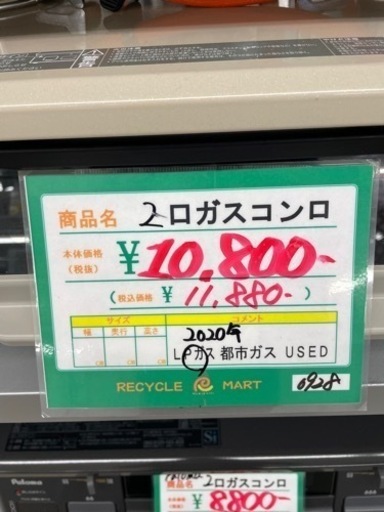 商品名 2口ガスコンロ
本体価格
(税抜)
¥10,800-
(税込価格 ¥ 11,880-)
サイズ コメント
幅 奥行 高さ
2020年
LPガス 都市ガス USED
RECYCLE MART
0928
Si
Paloma
2口ガスコンロ
¥8800-